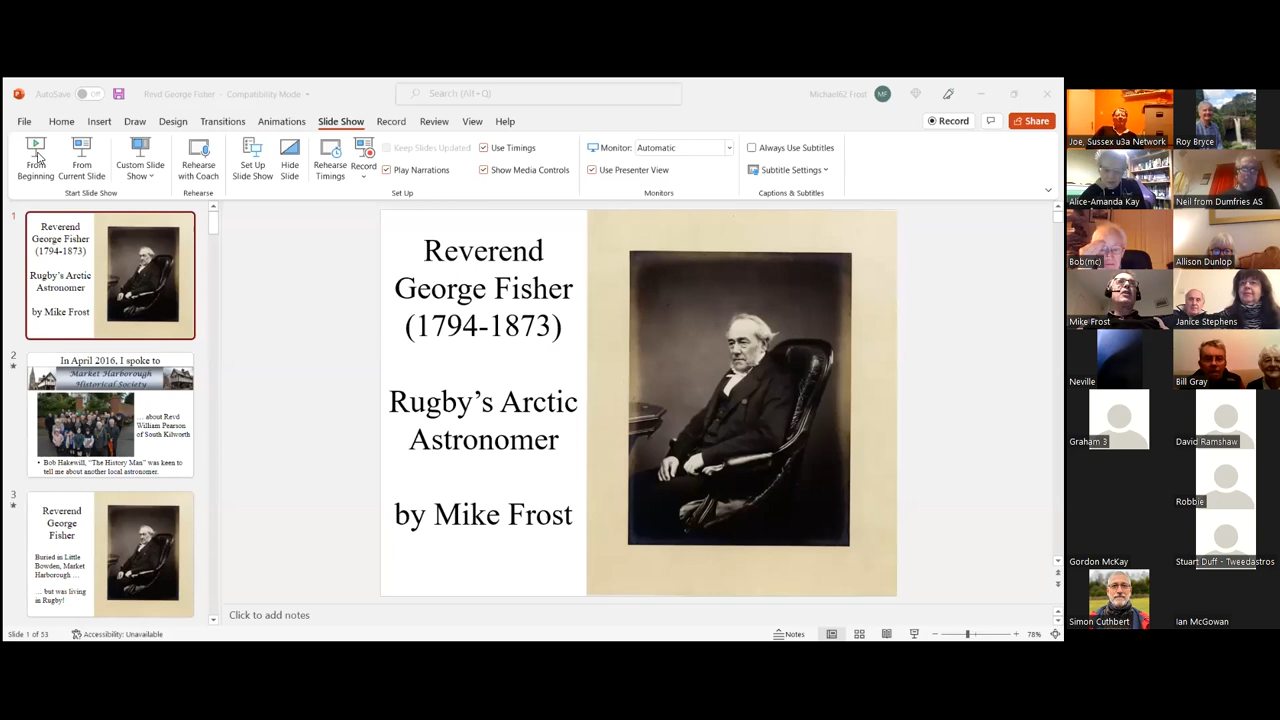 AutoSave
Off
Revd George Fisher - Compatibility Mode
Search (Alt+Q)
Michael62 Frost
MF
File
Home
Insert
Draw
Design
Transitions
Animations
Slide Show
Record
Review
View
Help
Record
Share
From
Beginning
From
Current Slide
Custom Slide
Show
Rehearse
with Coach
Set Up
Slide Show
Hide
Slide
Rehearse
Timings
Record
Keep Slides Updated
Play Narrations
Use Timings
Show Media Controls
Monitor:
Automatic
Use Presenter View
Always Use Subtitles
Subtitle Settings
Start Slide Show
Rehearse
Set Up
Monitors
Captions & Subtitles
1
Reverend
George Fisher
(1794-1873)
Rugby's Arctic
Astronomer
by Mike Frost
2
In April 2016, I spoke to
Market Harborough
Historical Society
… about Revd
William Pearson
of South Kilworth
• Bob Hakewill, "The History Man" was keen to
tell me about another local astronomer.
3
Reverend
George
Fisher
Buried in Little
Bowden, Market
Harborough …
… but was living
in Rugby!
Reverend
George Fisher
(1794-1873)
Rugby's Arctic
Astronomer
by Mike Frost
Click to add notes
Slide 1 of 53
Accessibility: Unavailable
Notes
78%
Joe, Sussex u3a Network
Roy Bryce
Alice-Amanda Kay
Neil from Dumfries AS
Bob(mc)
Allison Dunlop
Mike Frost
Janice Stephens
Neville
Bill Gray
Graham 3
David Ramshaw
Robbie
Gordon McKay
Stuart Duff - Tweedastros
Simon Cuthbert
Ian McGowan